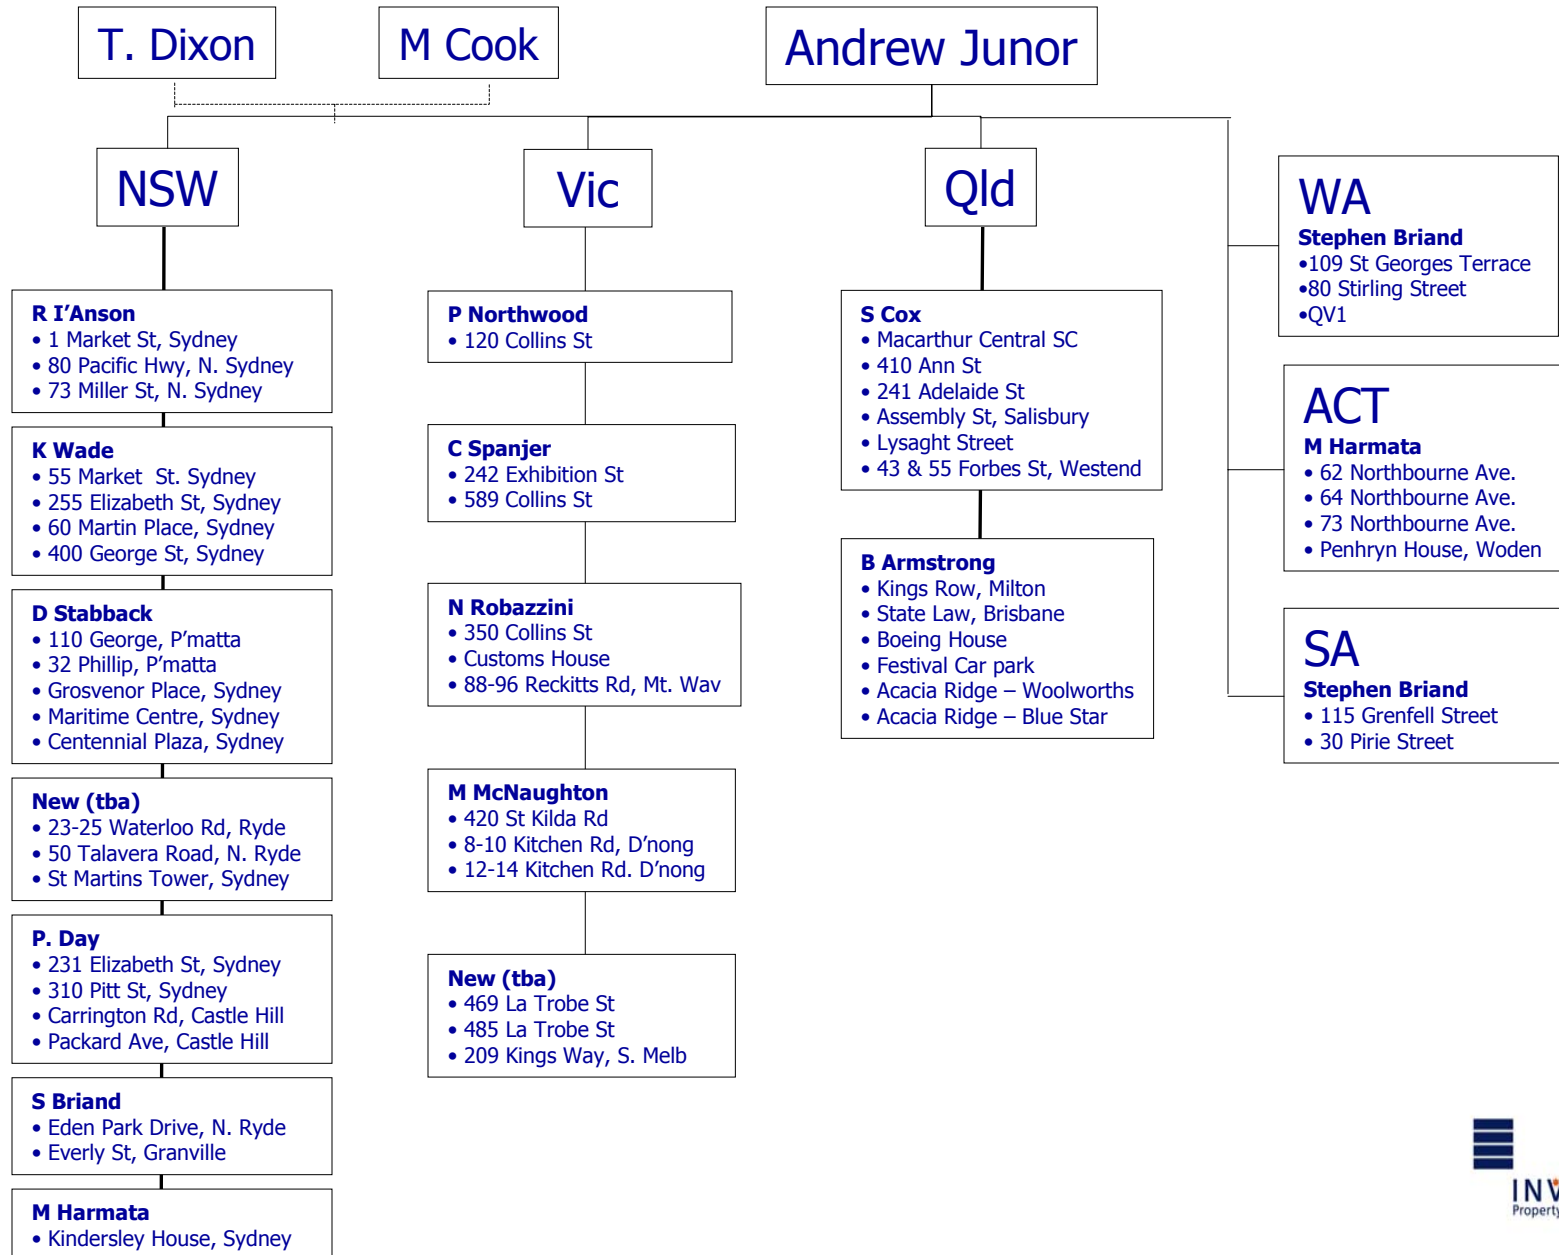 T. Dixon
M Cook
Andrew Junor
NSW
R I’Anson
• 1 Market St, Sydney
• 80 Pacific Hwy, N. Sydney
• 73 Miller St, N. Sydney
K Wade
• 55 Market St. Sydney
• 255 Elizabeth St, Sydney
• 60 Martin Place, Sydney
• 400 George St, Sydney
D Stabback
• 110 George, P’matta
• 32 Phillip, P’matta
• Grosvenor Place, Sydney
• Maritime Centre, Sydney
• Centennial Plaza, Sydney
New (tba)
• 23-25 Waterloo Rd, Ryde
• 50 Talavera Road, N. Ryde
• St Martins Tower, Sydney
P. Day
• 231 Elizabeth St, Sydney
• 310 Pitt St, Sydney
• Carrington Rd, Castle Hill
• Packard Ave, Castle Hill
S Briand
• Eden Park Drive, N. Ryde
• Everly St, Granville
M Harmata
• Kindersley House, Sydney
Vic
P Northwood
• 120 Collins St
C Spanjer
• 242 Exhibition St
• 589 Collins St
N Robazzini
• 350 Collins St
• Customs House
• 88-96 Reckitts Rd, Mt. Wav
M McNaughton
• 420 St Kilda Rd
• 8-10 Kitchen Rd, D’nong
• 12-14 Kitchen Rd. D’nong
New (tba)
• 469 La Trobe St
• 485 La Trobe St
• 209 Kings Way, S. Melb
Qld
S Cox
• Macarthur Central SC
• 410 Ann St
• 241 Adelaide St
• Assembly St, Salisbury
• Lysaght Street
• 43 & 55 Forbes St, Westend
B Armstrong
• Kings Row, Milton
• State Law, Brisbane
• Boeing House
• Festival Car park
• Acacia Ridge – Woolworths
• Acacia Ridge – Blue Star
WA
Stephen Briand
•109 St Georges Terrace
•80 Stirling Street
•QV1
ACT
M Harmata
• 62 Northbourne Ave.
• 64 Northbourne Ave.
• 73 Northbourne Ave.
• Penhryn House, Woden
SA
Stephen Briand
• 115 Grenfell Street
• 30 Pirie Street
Property